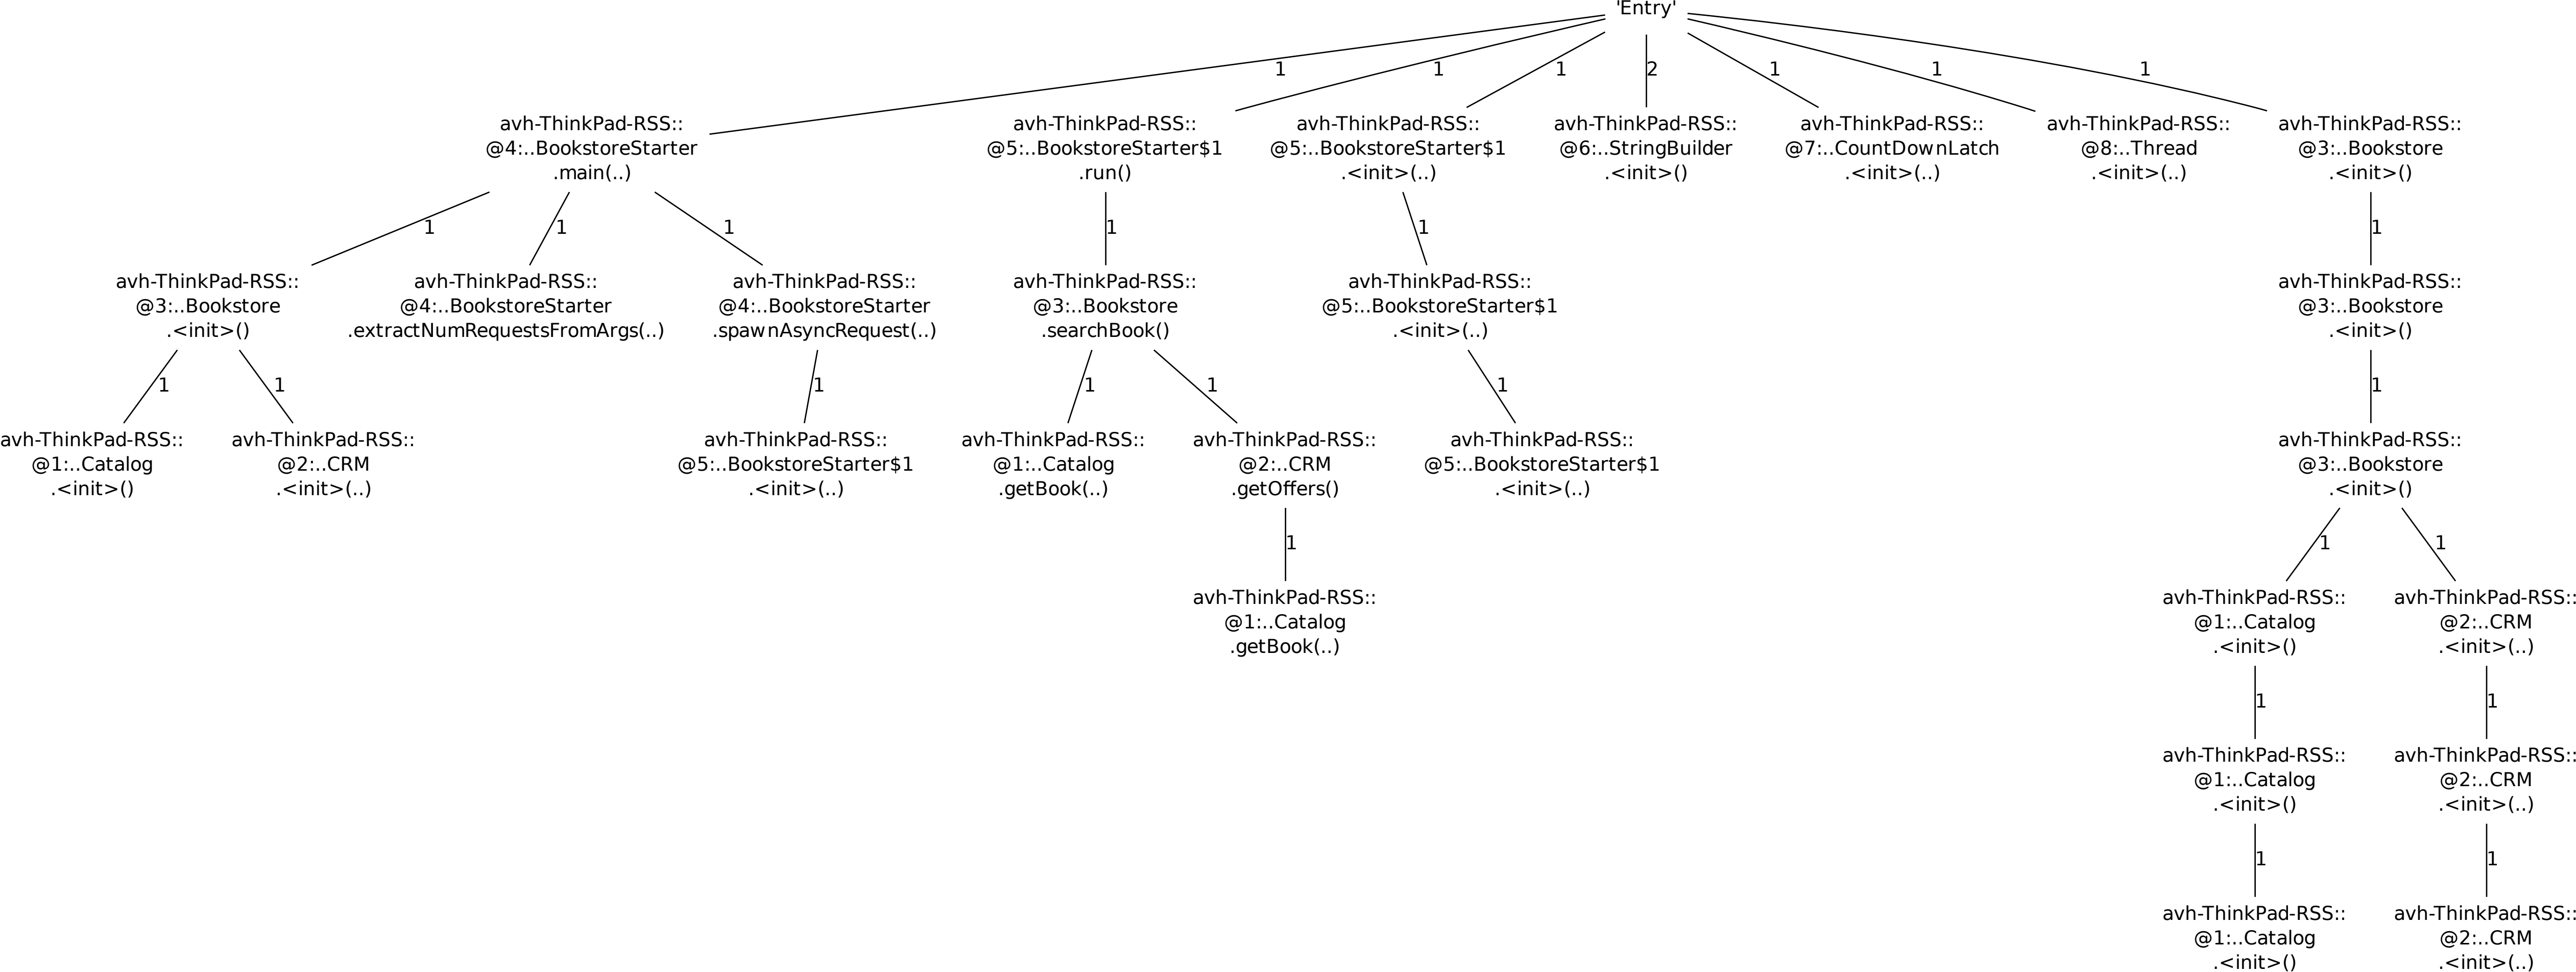 'Entry'
1 1 1 2 1 1 1
avh-ThinkPad-RSS::
@4:..BookstoreStarter
.main(..)
avh-ThinkPad-RSS::
@5:..BookstoreStarter$1
.run()
avh-ThinkPad-RSS::
@5:..BookstoreStarter$1
.<init>(..)
avh-ThinkPad-RSS::
@6:..StringBuilder
.<init>()
avh-ThinkPad-RSS::
@7:..CountDownLatch
.<init>(..)
avh-ThinkPad-RSS::
@8:..Thread
.<init>(..)
avh-ThinkPad-RSS::
@3:..Bookstore
.<init>()
1 1 1 1 1 1
avh-ThinkPad-RSS::
@3:..Bookstore
.<init>()
avh-ThinkPad-RSS::
@4:..BookstoreStarter
.extractNumRequestsFromArgs(..)
avh-ThinkPad-RSS::
@4:..BookstoreStarter
.spawnAsyncRequest(..)
avh-ThinkPad-RSS::
@3:..Bookstore
.searchBook()
avh-ThinkPad-RSS::
@5:..BookstoreStarter$1
.<init>(..)
avh-ThinkPad-RSS::
@3:..Bookstore
.<init>()
1 1 1 1 1 1 1
avh-ThinkPad-RSS::
@1:..Catalog
.<init>()
avh-ThinkPad-RSS::
@2:..CRM
.<init>(..)
avh-ThinkPad-RSS::
@5:..BookstoreStarter$1
.<init>(..)
avh-ThinkPad-RSS::
@1:..Catalog
.getBook(..)
avh-ThinkPad-RSS::
@2:..CRM
.getOffers()
avh-ThinkPad-RSS::
@5:..BookstoreStarter$1
.<init>(..)
avh-ThinkPad-RSS::
@3:..Bookstore
.<init>()
1 1 1
avh-ThinkPad-RSS::
@1:..Catalog
.getBook(..)
avh-ThinkPad-RSS::
@1:..Catalog
.<init>()
avh-ThinkPad-RSS::
@2:..CRM
.<init>(..)
1 1
avh-ThinkPad-RSS::
@1:..Catalog
.<init>()
avh-ThinkPad-RSS::
@2:..CRM
.<init>(..)
1 1
avh-ThinkPad-RSS::
@1:..Catalog
.<init>()
avh-ThinkPad-RSS::
@2:..CRM
.<init>(..)